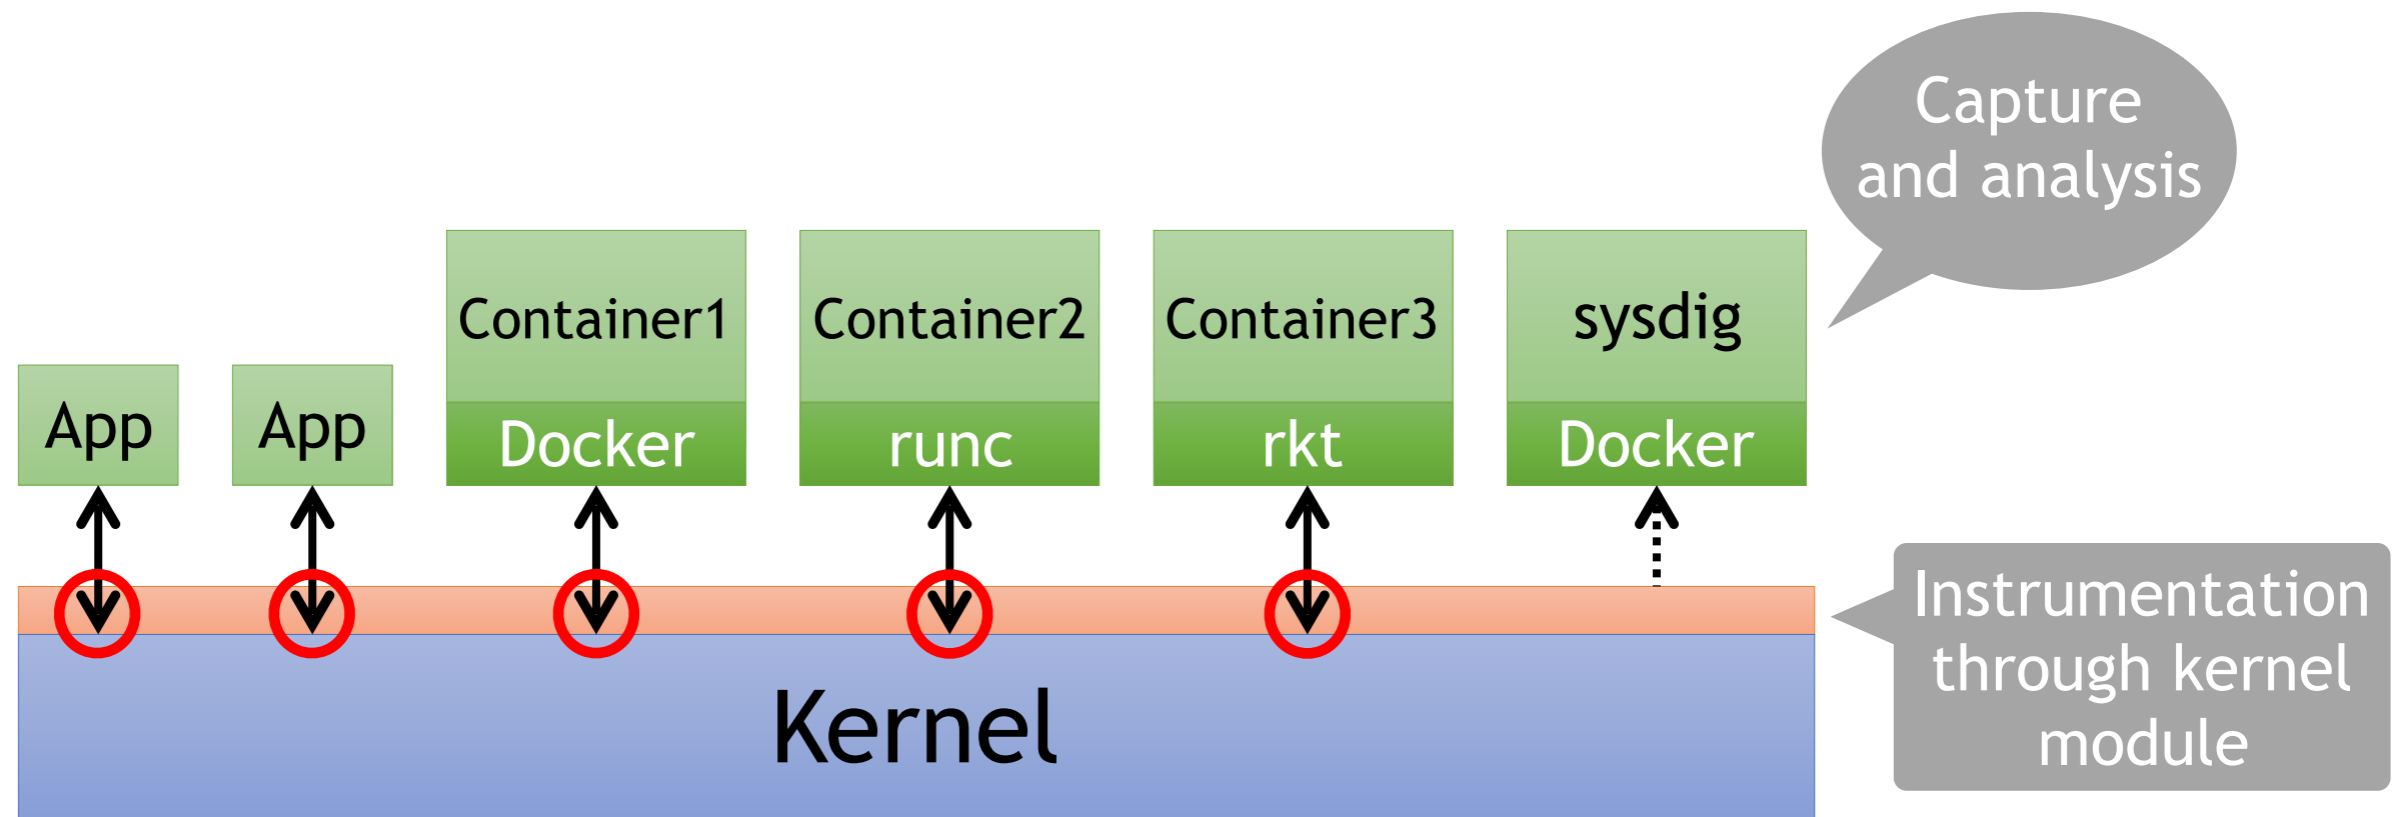 Capture
and analysis
Container1
Container2
Container3
sysdig
App
App
Docker
runc
rkt
Docker
Instrumentation
through kernel
module
Kernel